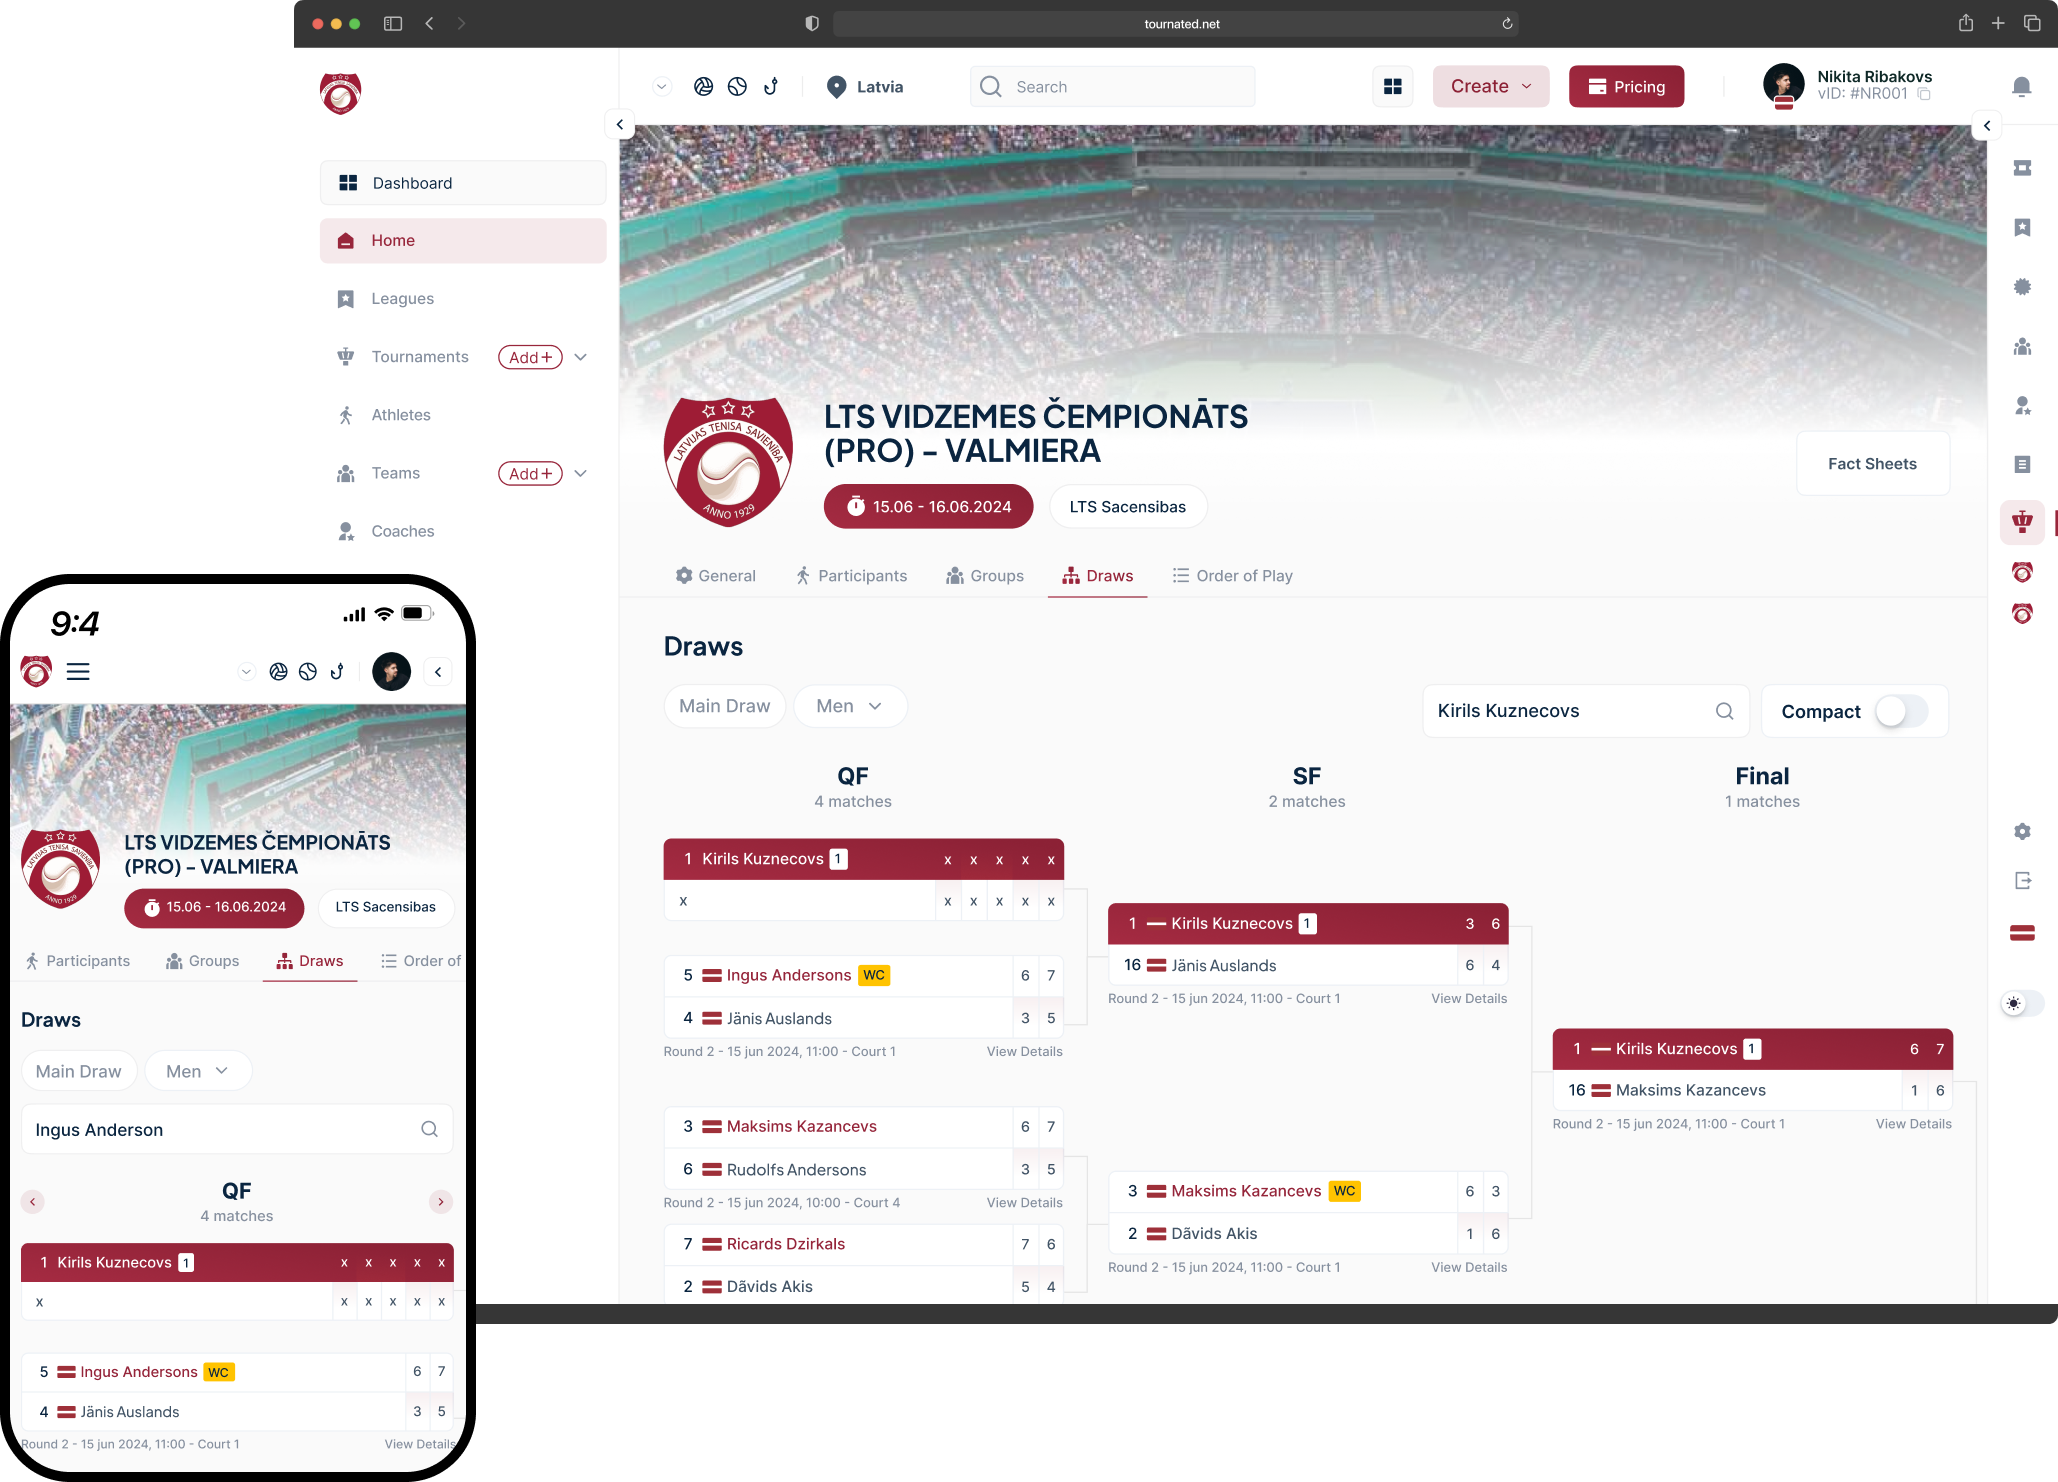 tournated.net
Latvia
Search
Create
Pricing
Nikita Ribakovs
vID: #NR001
Dashboard
Home
Leagues
Tournaments
Add+
Athletes
Teams
Add+
Coaches
LATVIJAS TENISA SAVIENĪBA
ANNO 1929
LTS VIDZEMES ČEMPIONĀTS
(PRO) – VALMIERA
15.06 - 16.06.2024
LTS Sacensibas
Fact Sheets
General
Participants
Groups
Draws
Order of Play
Draws
Main Draw
Men
Kirils Kuznecovs
Compact
QF
4 matches
SF
2 matches
Final
1 matches
1 Kirils Kuznecovs 1 x x x x x
x x x x x x
5 Ingus Andersons WC 6 7
4 Jānis Auslands 3 5
Round 2 - 15 jun 2024, 11:00 - Court 1 View Details
3 Maksims Kazancevs 6 7
6 Rudolfs Andersons 3 5
Round 2 - 15 jun 2024, 10:00 - Court 4 View Details
7 Ricards Dzirkals 7 6
2 Dãvids Akis 5 4
1 Kirils Kuznecovs 1 3 6
16 Jānis Auslands 6 4
Round 2 - 15 jun 2024, 11:00 - Court 1 View Details
3 Maksims Kazancevs WC 6 3
2 Dãvids Akis 1 6
Round 2 - 15 jun 2024, 11:00 - Court 1 View Details
1 Kirils Kuznecovs 1 6 7
16 Maksims Kazancevs 1 6
Round 2 - 15 jun 2024, 11:00 - Court 1 View Details
9:4
LATVIJAS TENISA SAVIENĪBA
ANNO 1929
LTS VIDZEMES ČEMPIONĀTS
(PRO) – VALMIERA
15.06 - 16.06.2024
LTS Sacensibas
Participants
Groups
Draws
Order of
Draws
Main Draw
Men
Ingus Anderson
QF
4 matches
1 Kirils Kuznecovs 1 x x x x x
x x x x x x
5 Ingus Andersons WC 6 7
4 Jānis Auslands 3 5
Round 2 - 15 jun 2024, 11:00 - Court 1 View Details